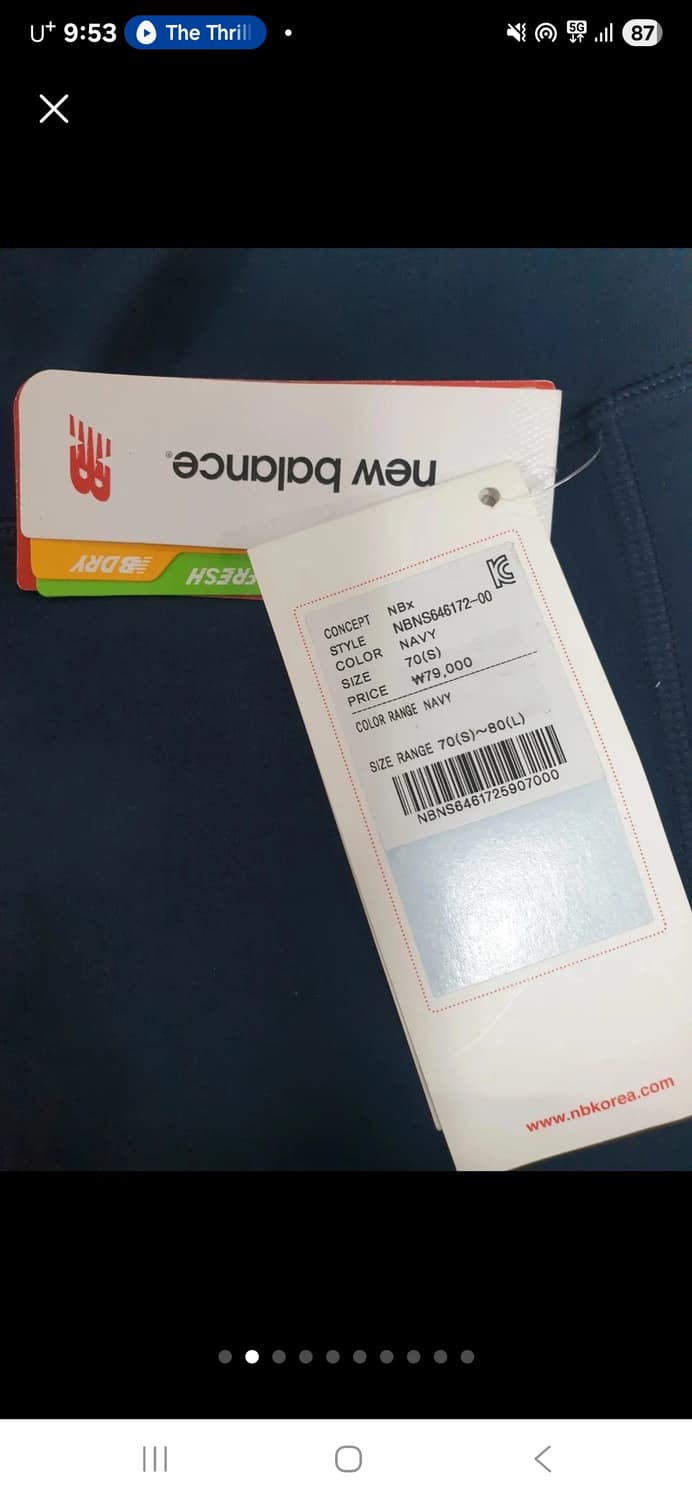 U+ 9:53 The Thril
5G
87
new balance®
NB DRY
FRESH
CONCEPT NBx
STYLE NBNS646172-00
COLOR NAVY
SIZE 70(S)
PRICE ₩79,000
COLOR RANGE NAVY
SIZE RANGE 70(S)~80(L)
NBNS6461725907000
www.nbkorea.com